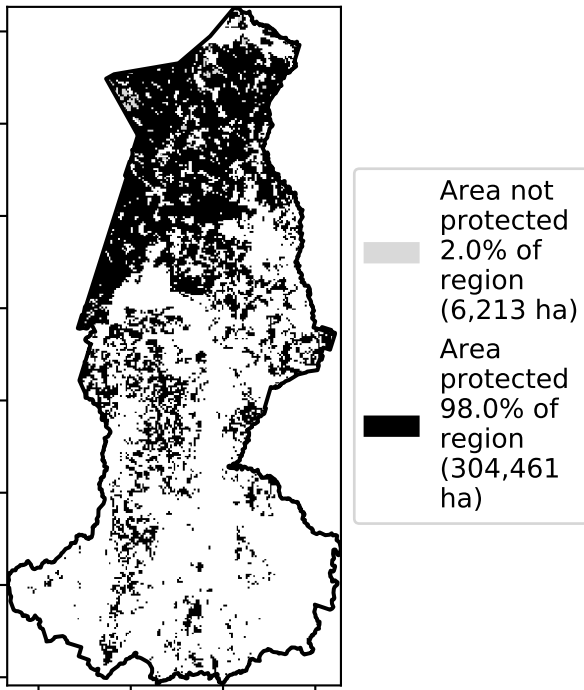 Area not
protected
2.0% of
region
(6,213 ha)
Area
protected
98.0% of
region
(304,461
ha)